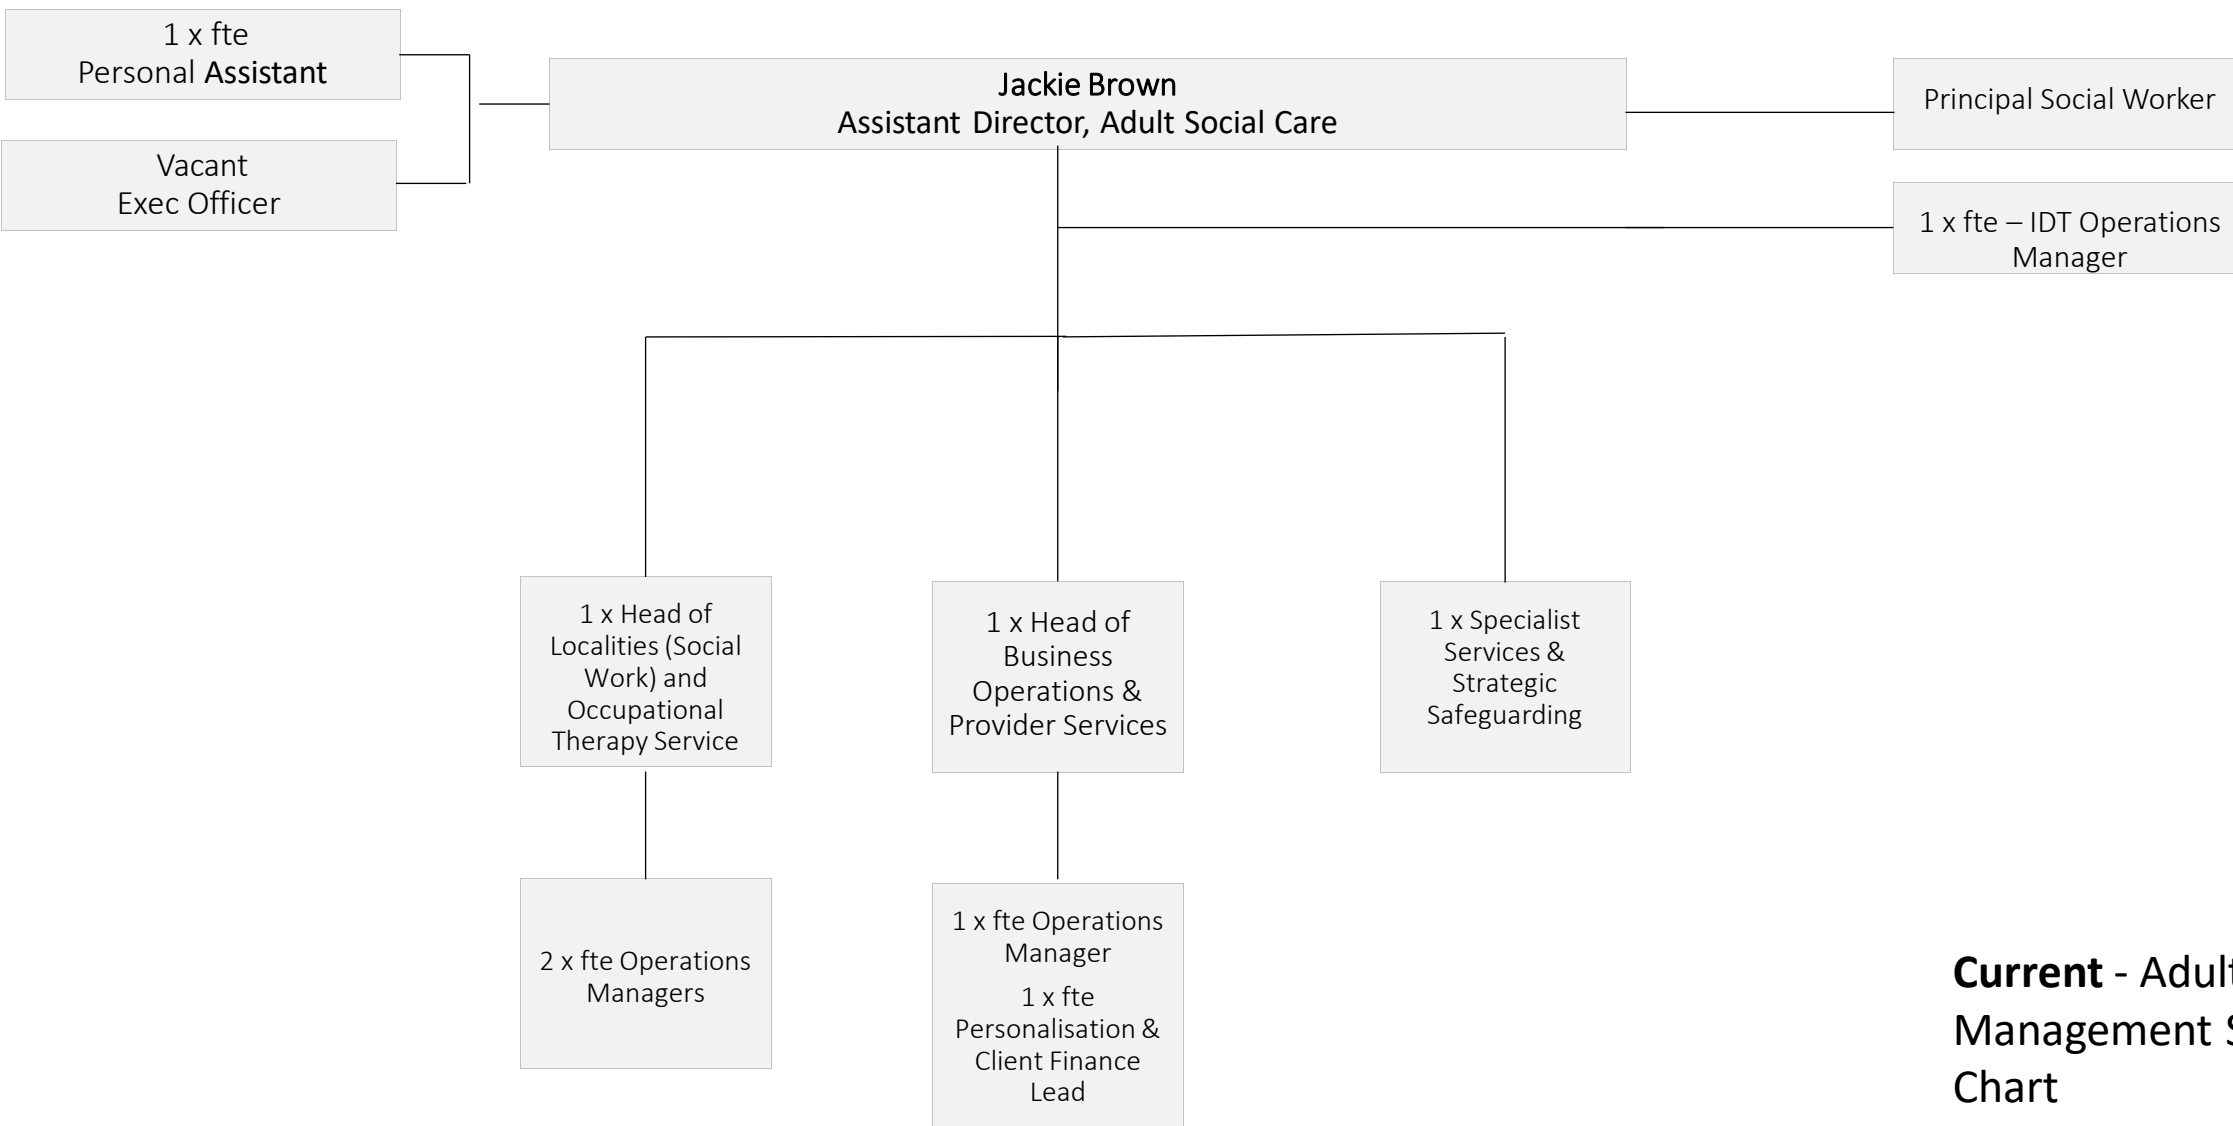 1 x fte
Personal Assistant
Jackie Brown
Assistant Director, Adult Social Care
Principal Social Worker
Vacant
Exec Officer
1 x fte – IDT Operations
Manager
1 x Head of
Localities (Social
Work) and
Occupational
Therapy Service
1 x Head of
Business
Operations &
Provider Services
1 x Specialist
Services &
Strategic
Safeguarding
2 x fte Operations
Managers
1 x fte Operations
Manager
1 x fte
Personalisation &
Client Finance
Lead
Current - Adult
Management
Chart